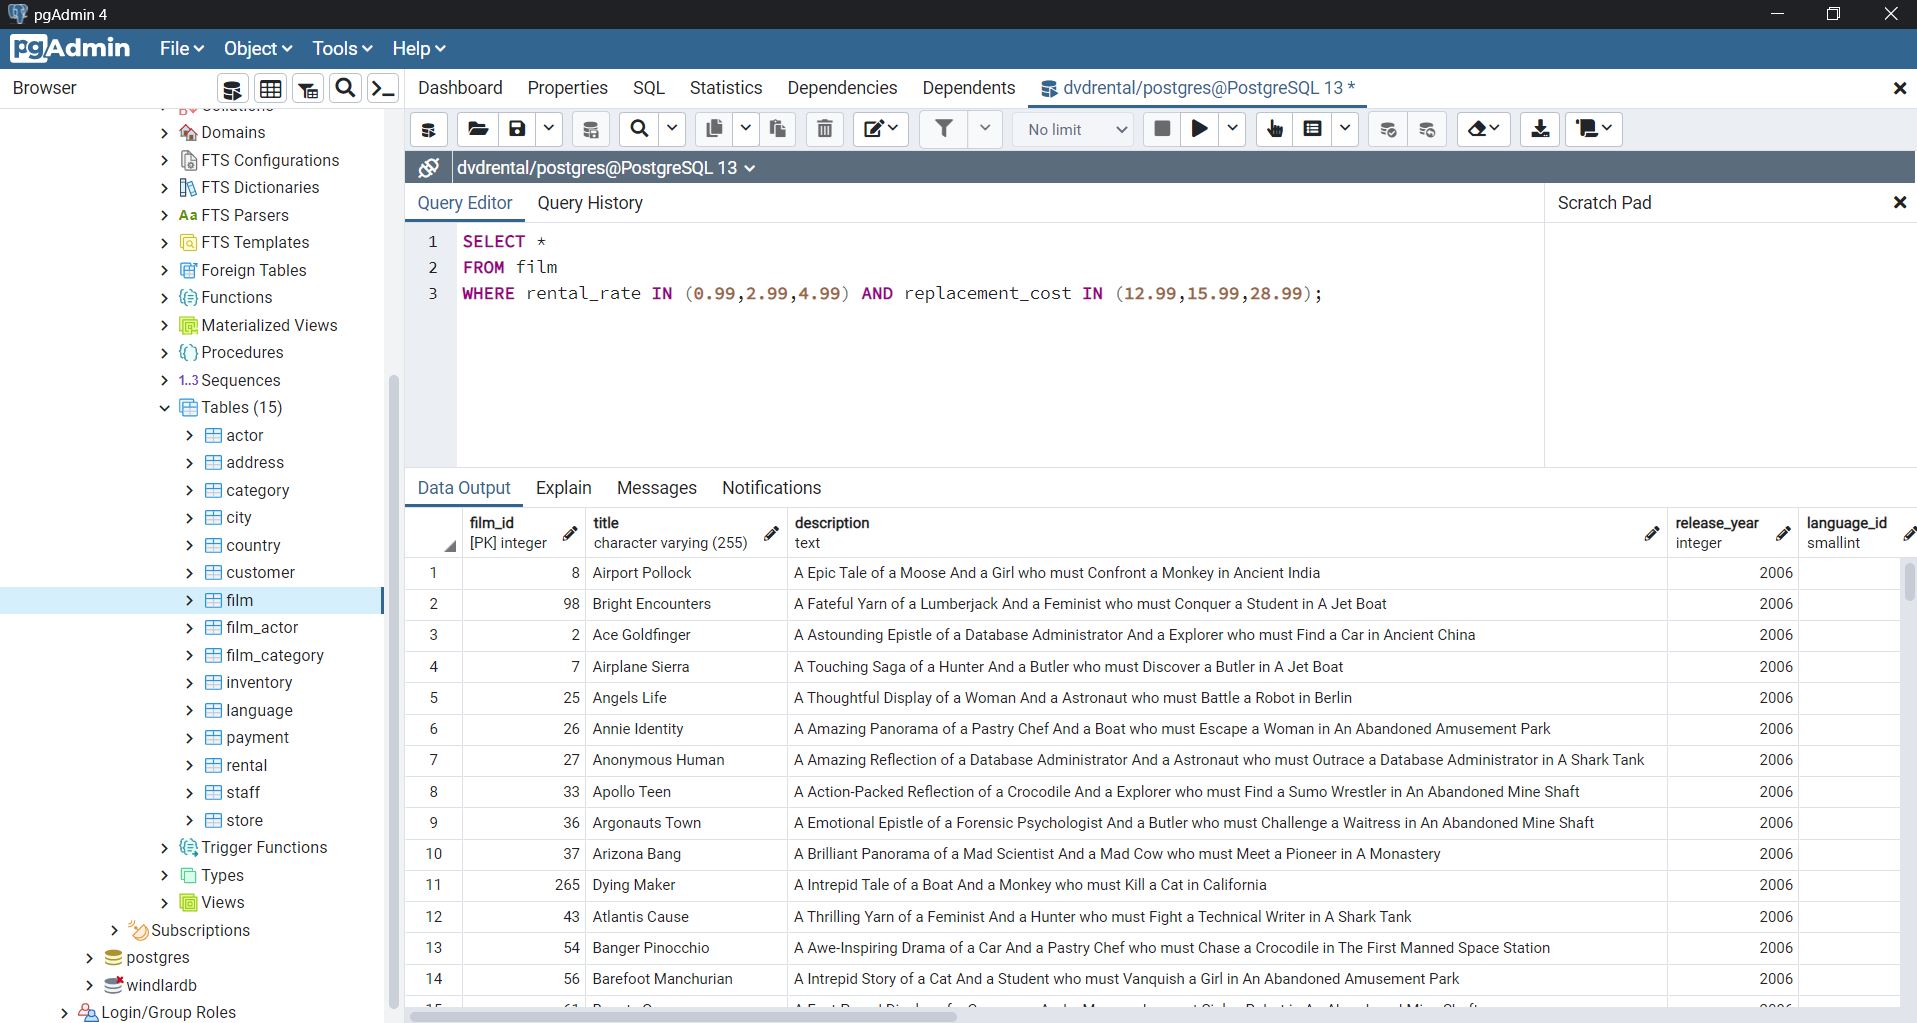 pgAdmin 4
pgAdmin File Object Tools Help
Browser
Dashboard Properties SQL Statistics Dependencies Dependents dvdrental/postgres@PostgreSQL 13 *
No limit
dvdrental/postgres@PostgreSQL 13
Query Editor Query History
Scratch Pad
1 SELECT *
2 FROM film
3 WHERE rental_rate IN (0.99,2.99,4.99) AND replacement_cost IN (12.99,15.99,28.99);
Domains
FTS Configurations
FTS Dictionaries
Aa FTS Parsers
FTS Templates
Foreign Tables
Functions
Materialized Views
Procedures
1..3 Sequences
Tables (15)
actor
address
category
city
country
customer
film
film_actor
film_category
inventory
language
payment
rental
staff
store
Trigger Functions
Types
Views
Subscriptions
postgres
windlardb
Login/Group Roles
Data Output Explain Messages Notifications
film_id title description release_year language_id
[PK] integer character varying (255) text integer smallint
1 8 Airport Pollock A Epic Tale of a Moose And a Girl who must Confront a Monkey in Ancient India 2006
2 98 Bright Encounters A Fateful Yarn of a Lumberjack And a Feminist who must Conquer a Student in A Jet Boat 2006
3 2 Ace Goldfinger A Astounding Epistle of a Database Administrator And a Explorer who must Find a Car in Ancient China 2006
4 7 Airplane Sierra A Touching Saga of a Hunter And a Butler who must Discover a Butler in A Jet Boat 2006
5 25 Angels Life A Thoughtful Display of a Woman And a Astronaut who must Battle a Robot in Berlin 2006
6 26 Annie Identity A Amazing Panorama of a Pastry Chef And a Boat who must Escape a Woman in An Abandoned Amusement Park 2006
7 27 Anonymous Human A Amazing Reflection of a Database Administrator And a Astronaut who must Outrace a Database Administrator in A Shark Tank 2006
8 33 Apollo Teen A Action-Packed Reflection of a Crocodile And a Explorer who must Find a Sumo Wrestler in An Abandoned Mine Shaft 2006
9 36 Argonauts Town A Emotional Epistle of a Forensic Psychologist And a Butler who must Challenge a Waitress in An Abandoned Mine Shaft 2006
10 37 Arizona Bang A Brilliant Panorama of a Mad Scientist And a Mad Cow who must Meet a Pioneer in A Monastery 2006
11 265 Dying Maker A Intrepid Tale of a Boat And a Monkey who must Kill a Cat in California 2006
12 43 Atlantis Cause A Thrilling Yarn of a Feminist And a Hunter who must Fight a Technical Writer in A Shark Tank 2006
13 54 Banger Pinocchio A Awe-Inspiring Drama of a Car And a Pastry Chef who must Chase a Crocodile in The First Manned Space Station 2006
14 56 Barefoot Manchurian A Intrepid Story of a Cat And a Student who must Vanquish a Girl in An Abandoned Amusement Park 2006